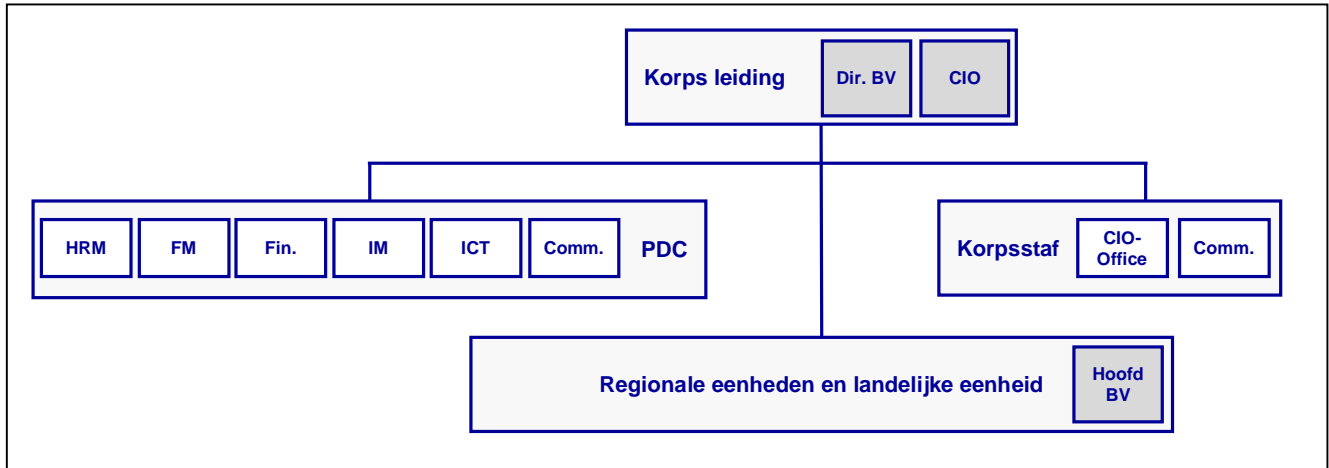 Korps leiding
Dir. BV
CIO
HRM
FM
Fin.
IM
ICT
Comm.
PDC
Korpsstaf
CIO-
Office
Comm.
Regionale eenheden en landelijke eenheid
Hoofd
BV